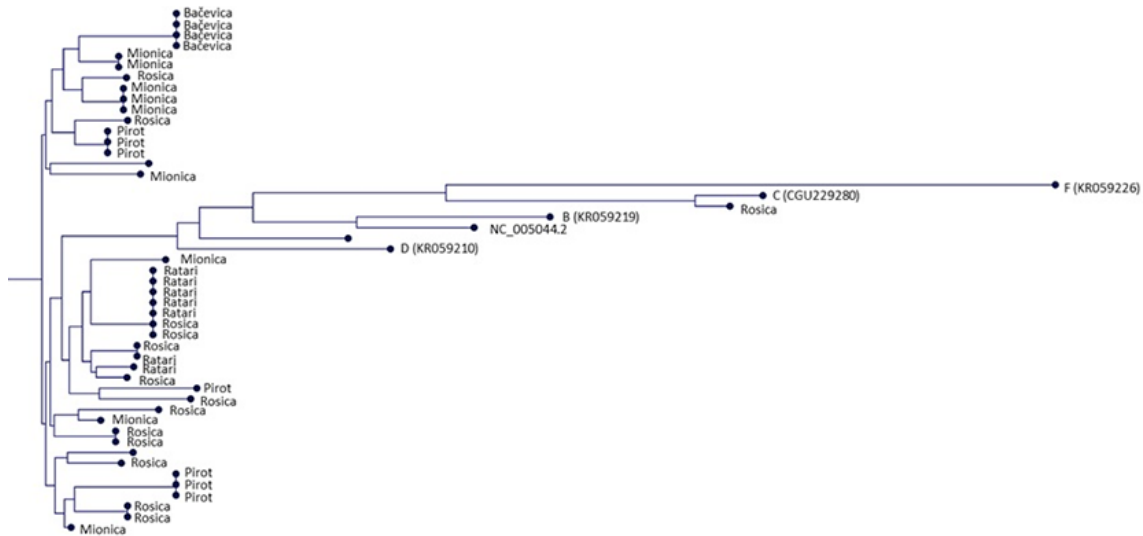 Bačevica
Bačevica
Bačevica
Bačevica
Mionica
Mionica
Rosica
Mionica
Mionica
Mionica
Rosica
Pirot
Pirot
Pirot
Mionica
F (KR059226)
C (CGU229280)
Rosica
B (KR059219)
NC_005044.2
D (KR059210)
Mionica
Ratari
Ratari
Ratari
Ratari
Ratari
Rosica
Rosica
Rosica
Ratari
Ratari
Rosica
Pirot
Rosica
Rosica
Mionica
Rosica
Rosica
Rosica
Pirot
Pirot
Pirot
Rosica
Rosica
Mionica